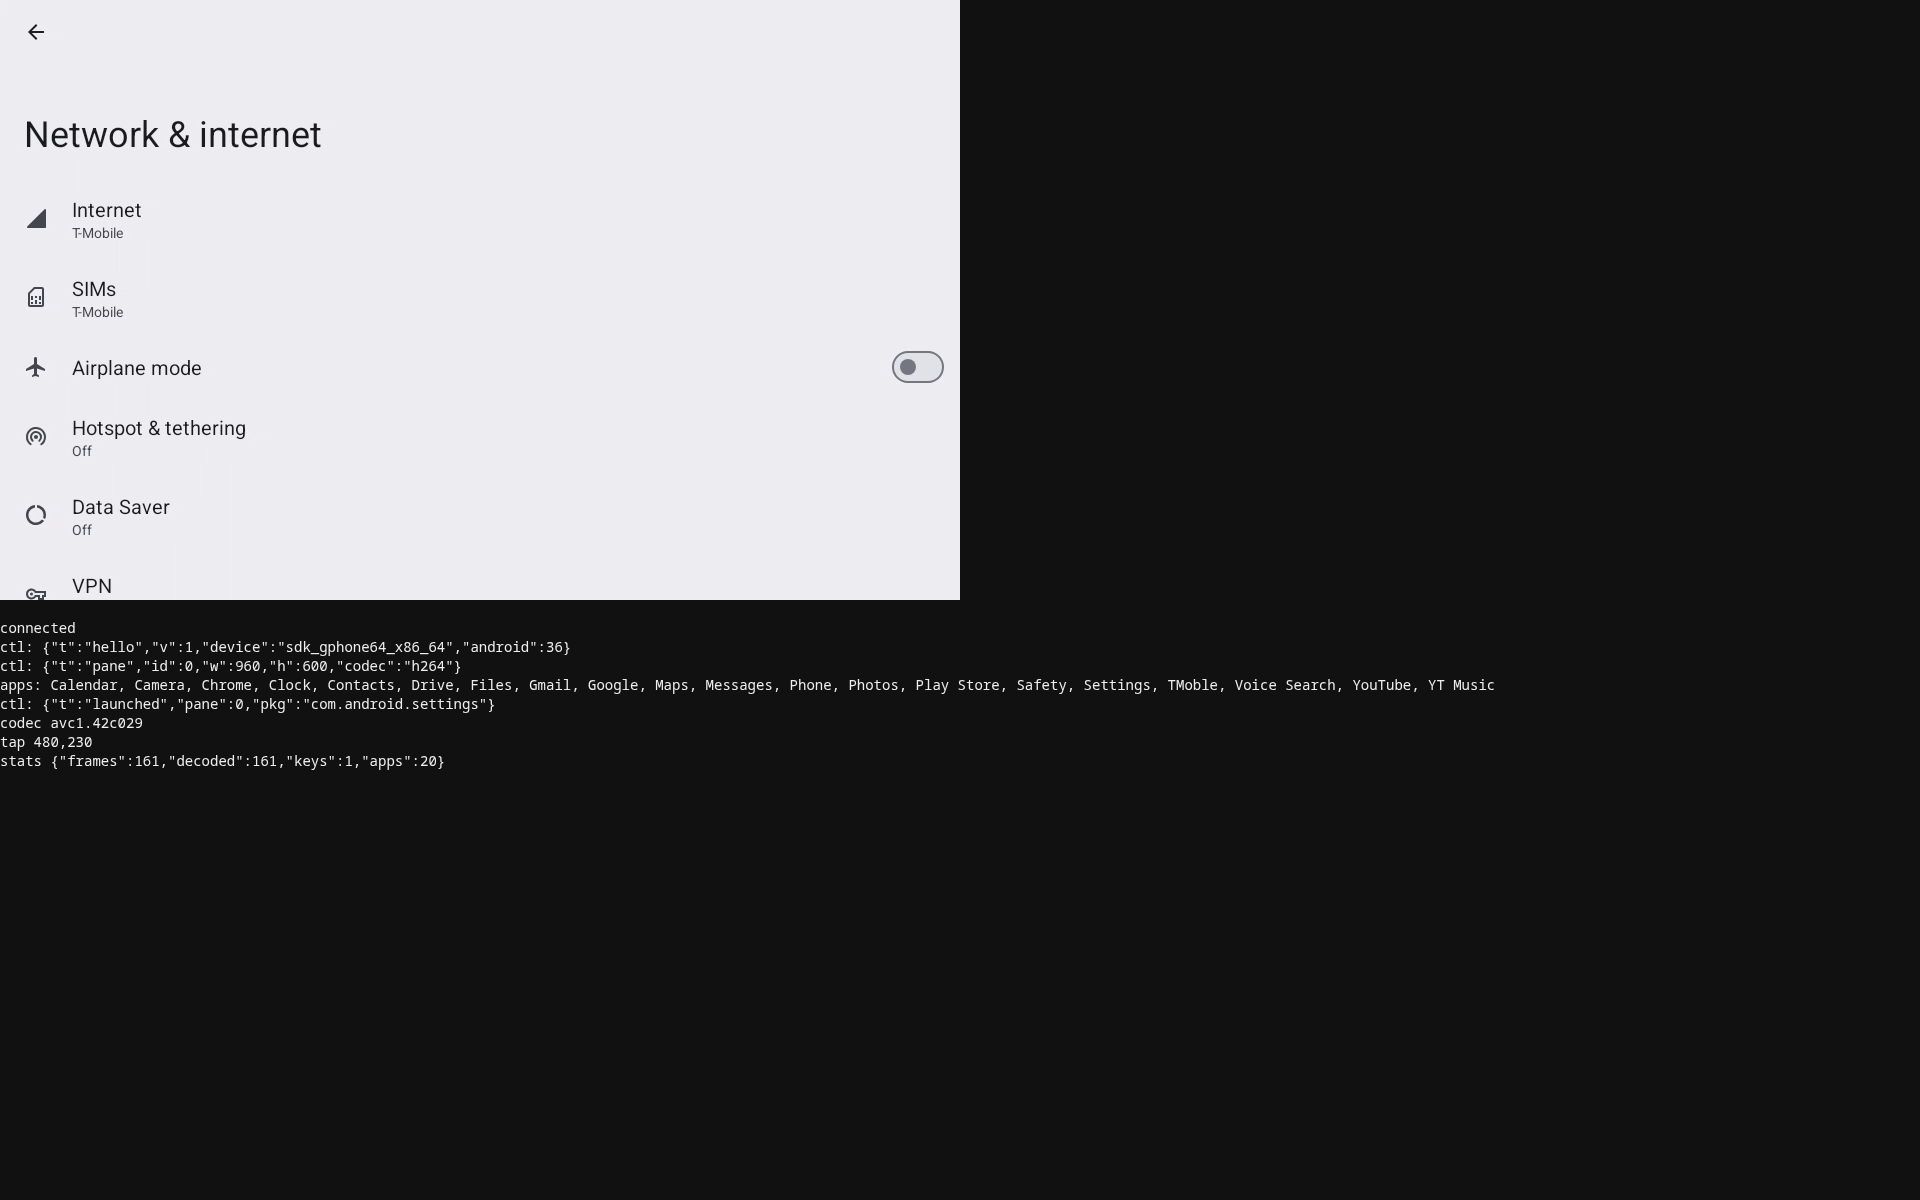 Network & internet
Internet
T-Mobile
SIMs
T-Mobile
Airplane mode
Hotspot & tethering
Off
Data Saver
Off
VPN
connected
ctl: {"t":"hello","v":1,"device":"sdk_gphone64_x86_64","android":36}
ctl: {"t":"pane","id":0,"w":960,"h":600,"codec":"h264"}
apps: Calendar, Camera, Chrome, Clock, Contacts, Drive, Files, Gmail, Google, Maps, Messages, Phone, Photos, Play Store, Safety, Settings, TMoble, Voice Search, YouTube, YT Music
ctl: {"t":"launched","pane":0,"pkg":"com.android.settings"}
codec avc1.42c029
tap 480,230
stats {"frames":161,"decoded":161,"keys":1,"apps":20}